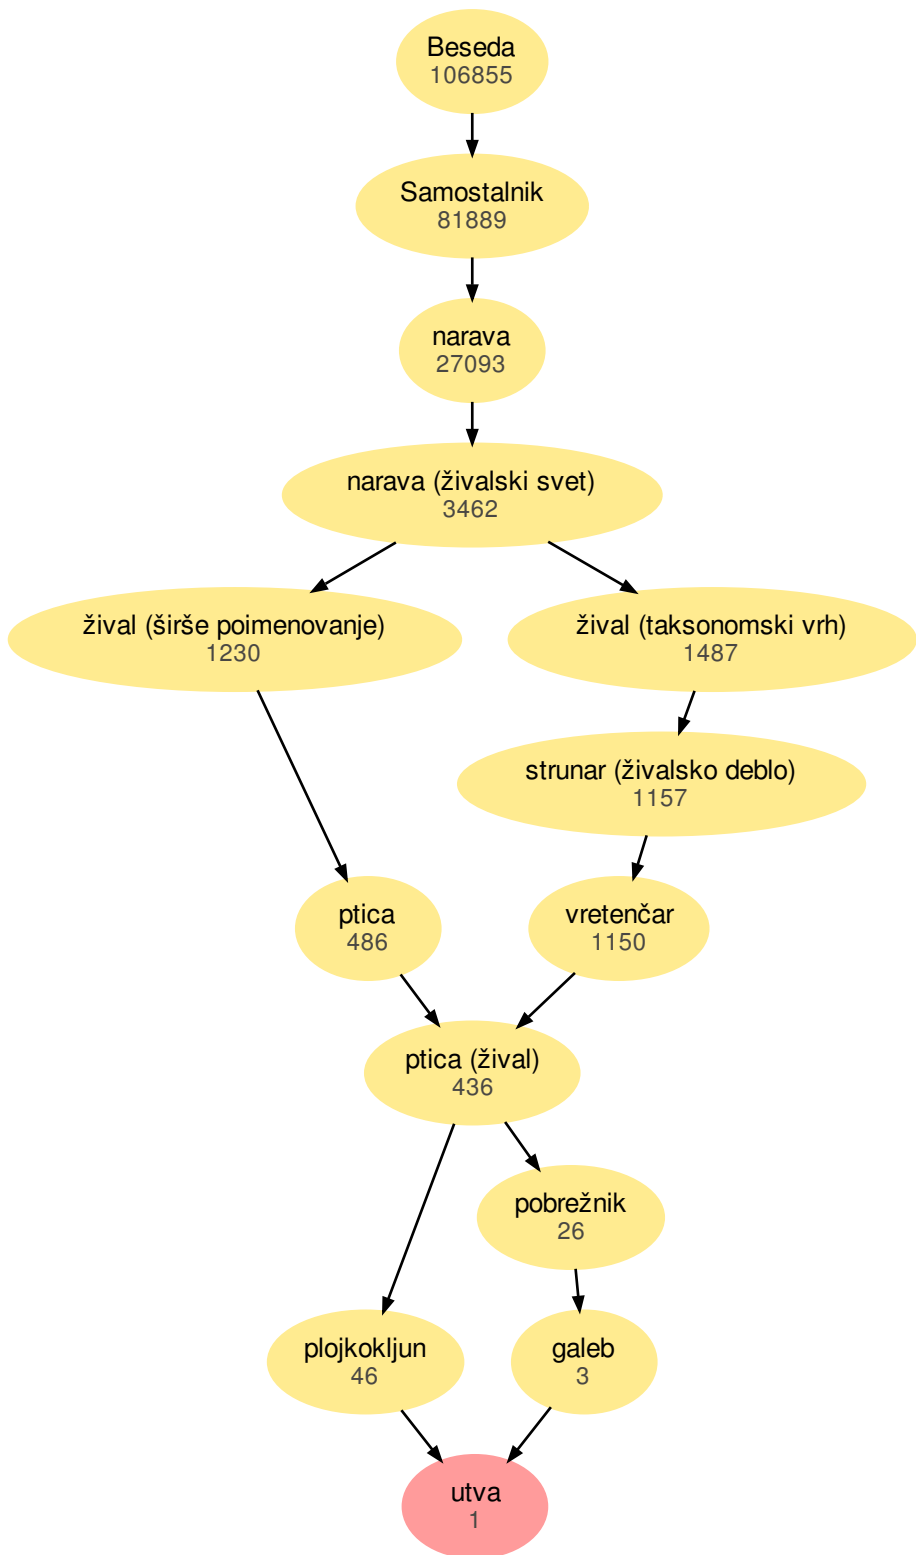 Beseda
106855
Samostalnik
81889
narava
27093
narava (živalski svet)
3462
žival (širše poimenovanje)
1230
žival (taksonomski vrh)
1487
strunar (živalsko deblo)
1157
ptica
486
vretenčar
1150
ptica (žival)
436
pobrežnik
26
plojkokljun
46
galeb
3
utva
1